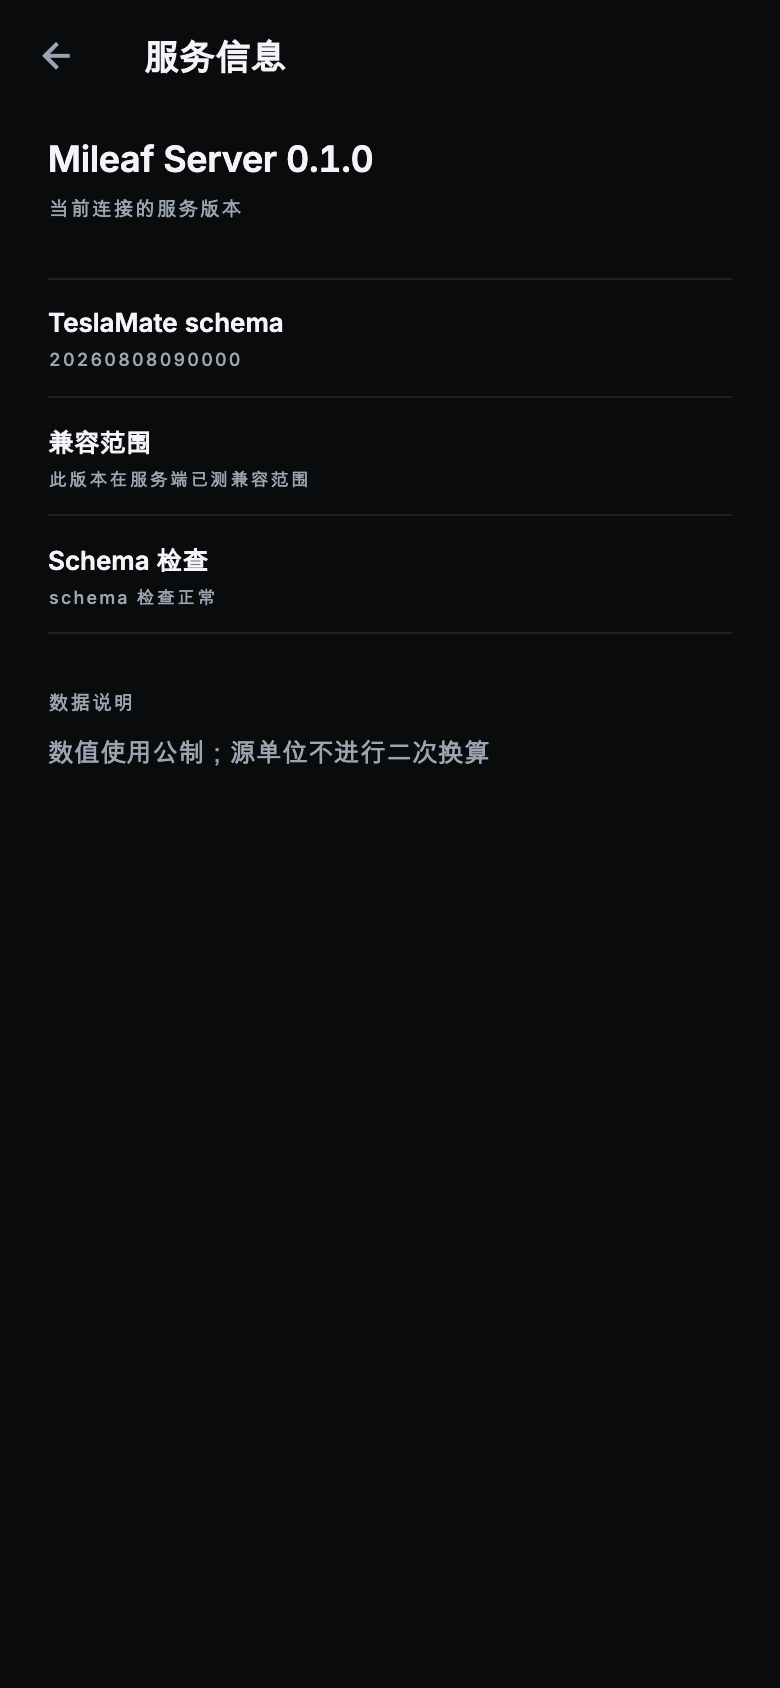 服务信息
Mileaf Server 0.1.0
当前连接的服务版本
TeslaMate schema
20260808090000
兼容范围
此版本在服务端已测兼容范围
Schema 检查
schema 检查正常
数据说明
数值使用公制；源单位不进行二次换算